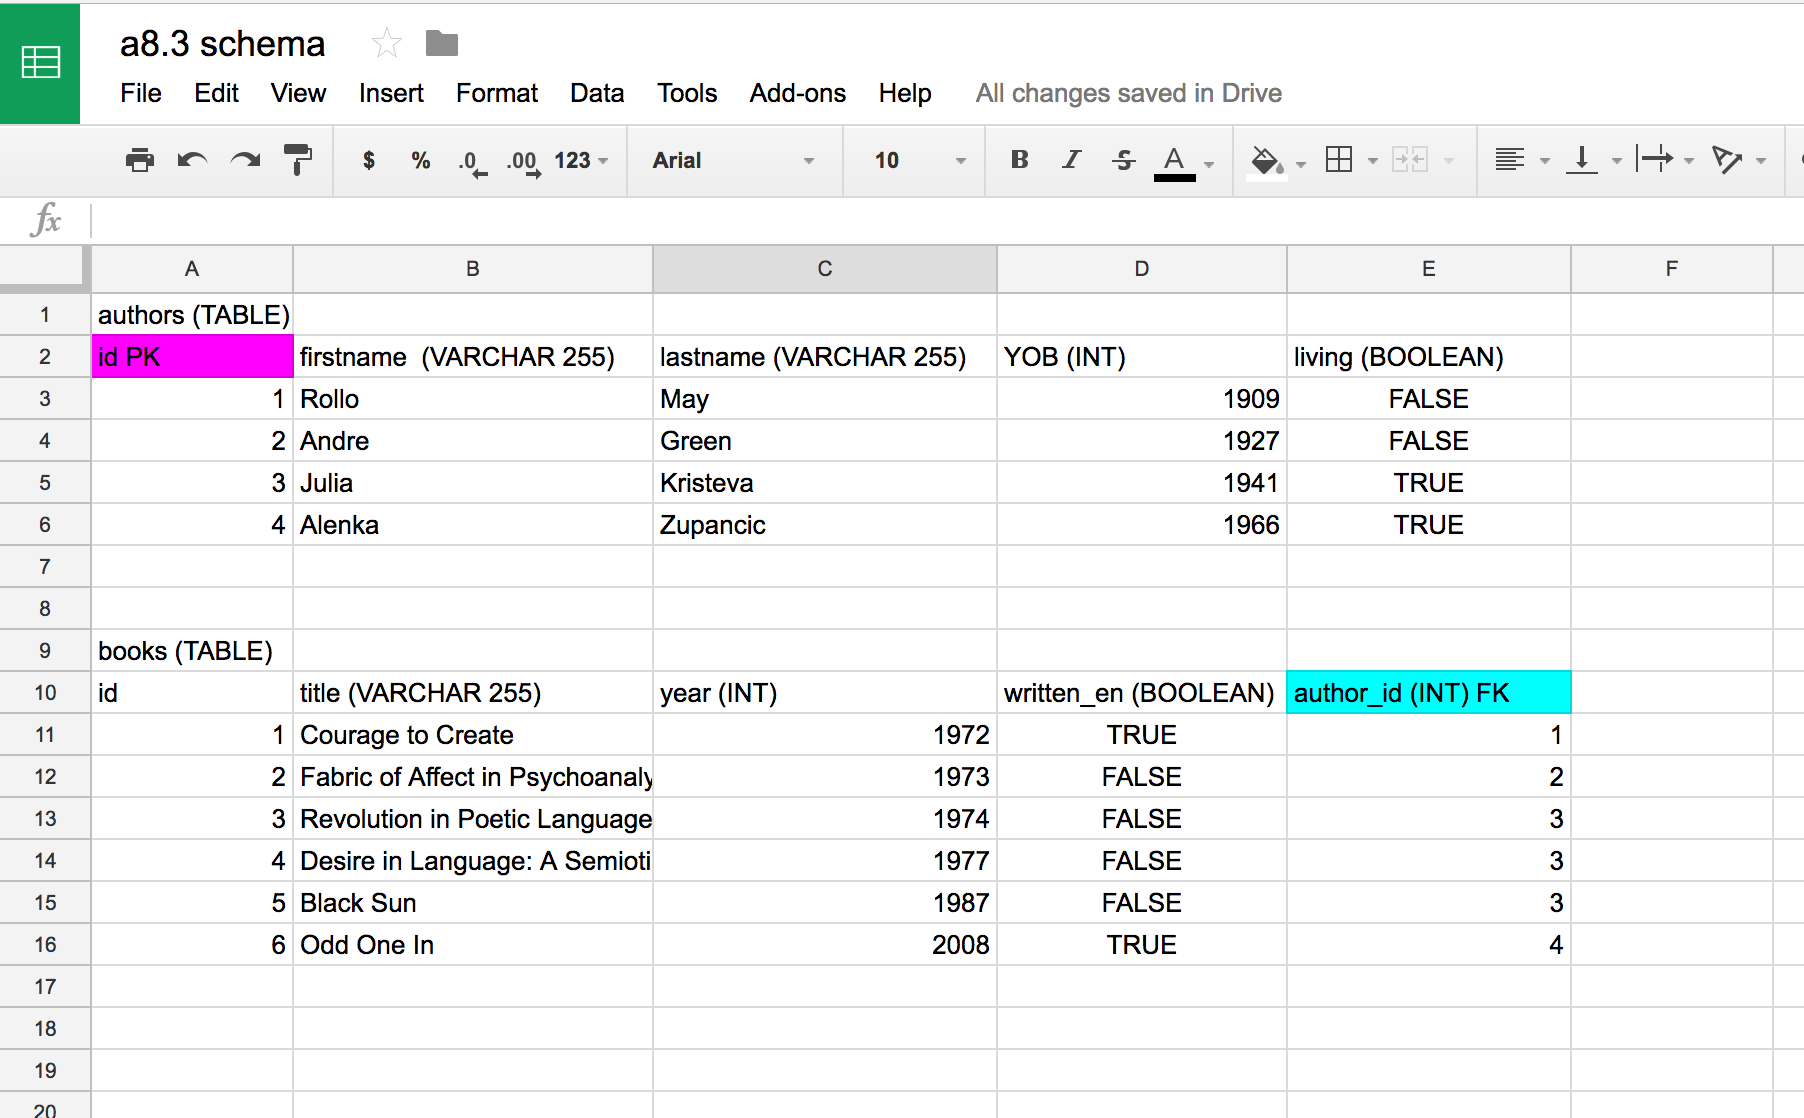 a8.3 schema
File Edit View Insert Format Data Tools Add-ons Help All changes saved in Drive
$ % .0 .00 123 Arial 10 B I S A
fx
A B C D E F
1 authors (TABLE)
2 id PK firstname (VARCHAR 255) lastname (VARCHAR 255) YOB (INT) living (BOOLEAN)
3 1 Rollo May 1909 FALSE
4 2 Andre Green 1927 FALSE
5 3 Julia Kristeva 1941 TRUE
6 4 Alenka Zupancic 1966 TRUE
7
8
9 books (TABLE)
10 id title (VARCHAR 255) year (INT) written_en (BOOLEAN) author_id (INT) FK
11 1 Courage to Create 1972 TRUE 1
12 2 Fabric of Affect in Psychoanaly 1973 FALSE 2
13 3 Revolution in Poetic Language 1974 FALSE 3
14 4 Desire in Language: A Semioti 1977 FALSE 3
15 5 Black Sun 1987 FALSE 3
16 6 Odd One In 2008 TRUE 4
17
18
19
20